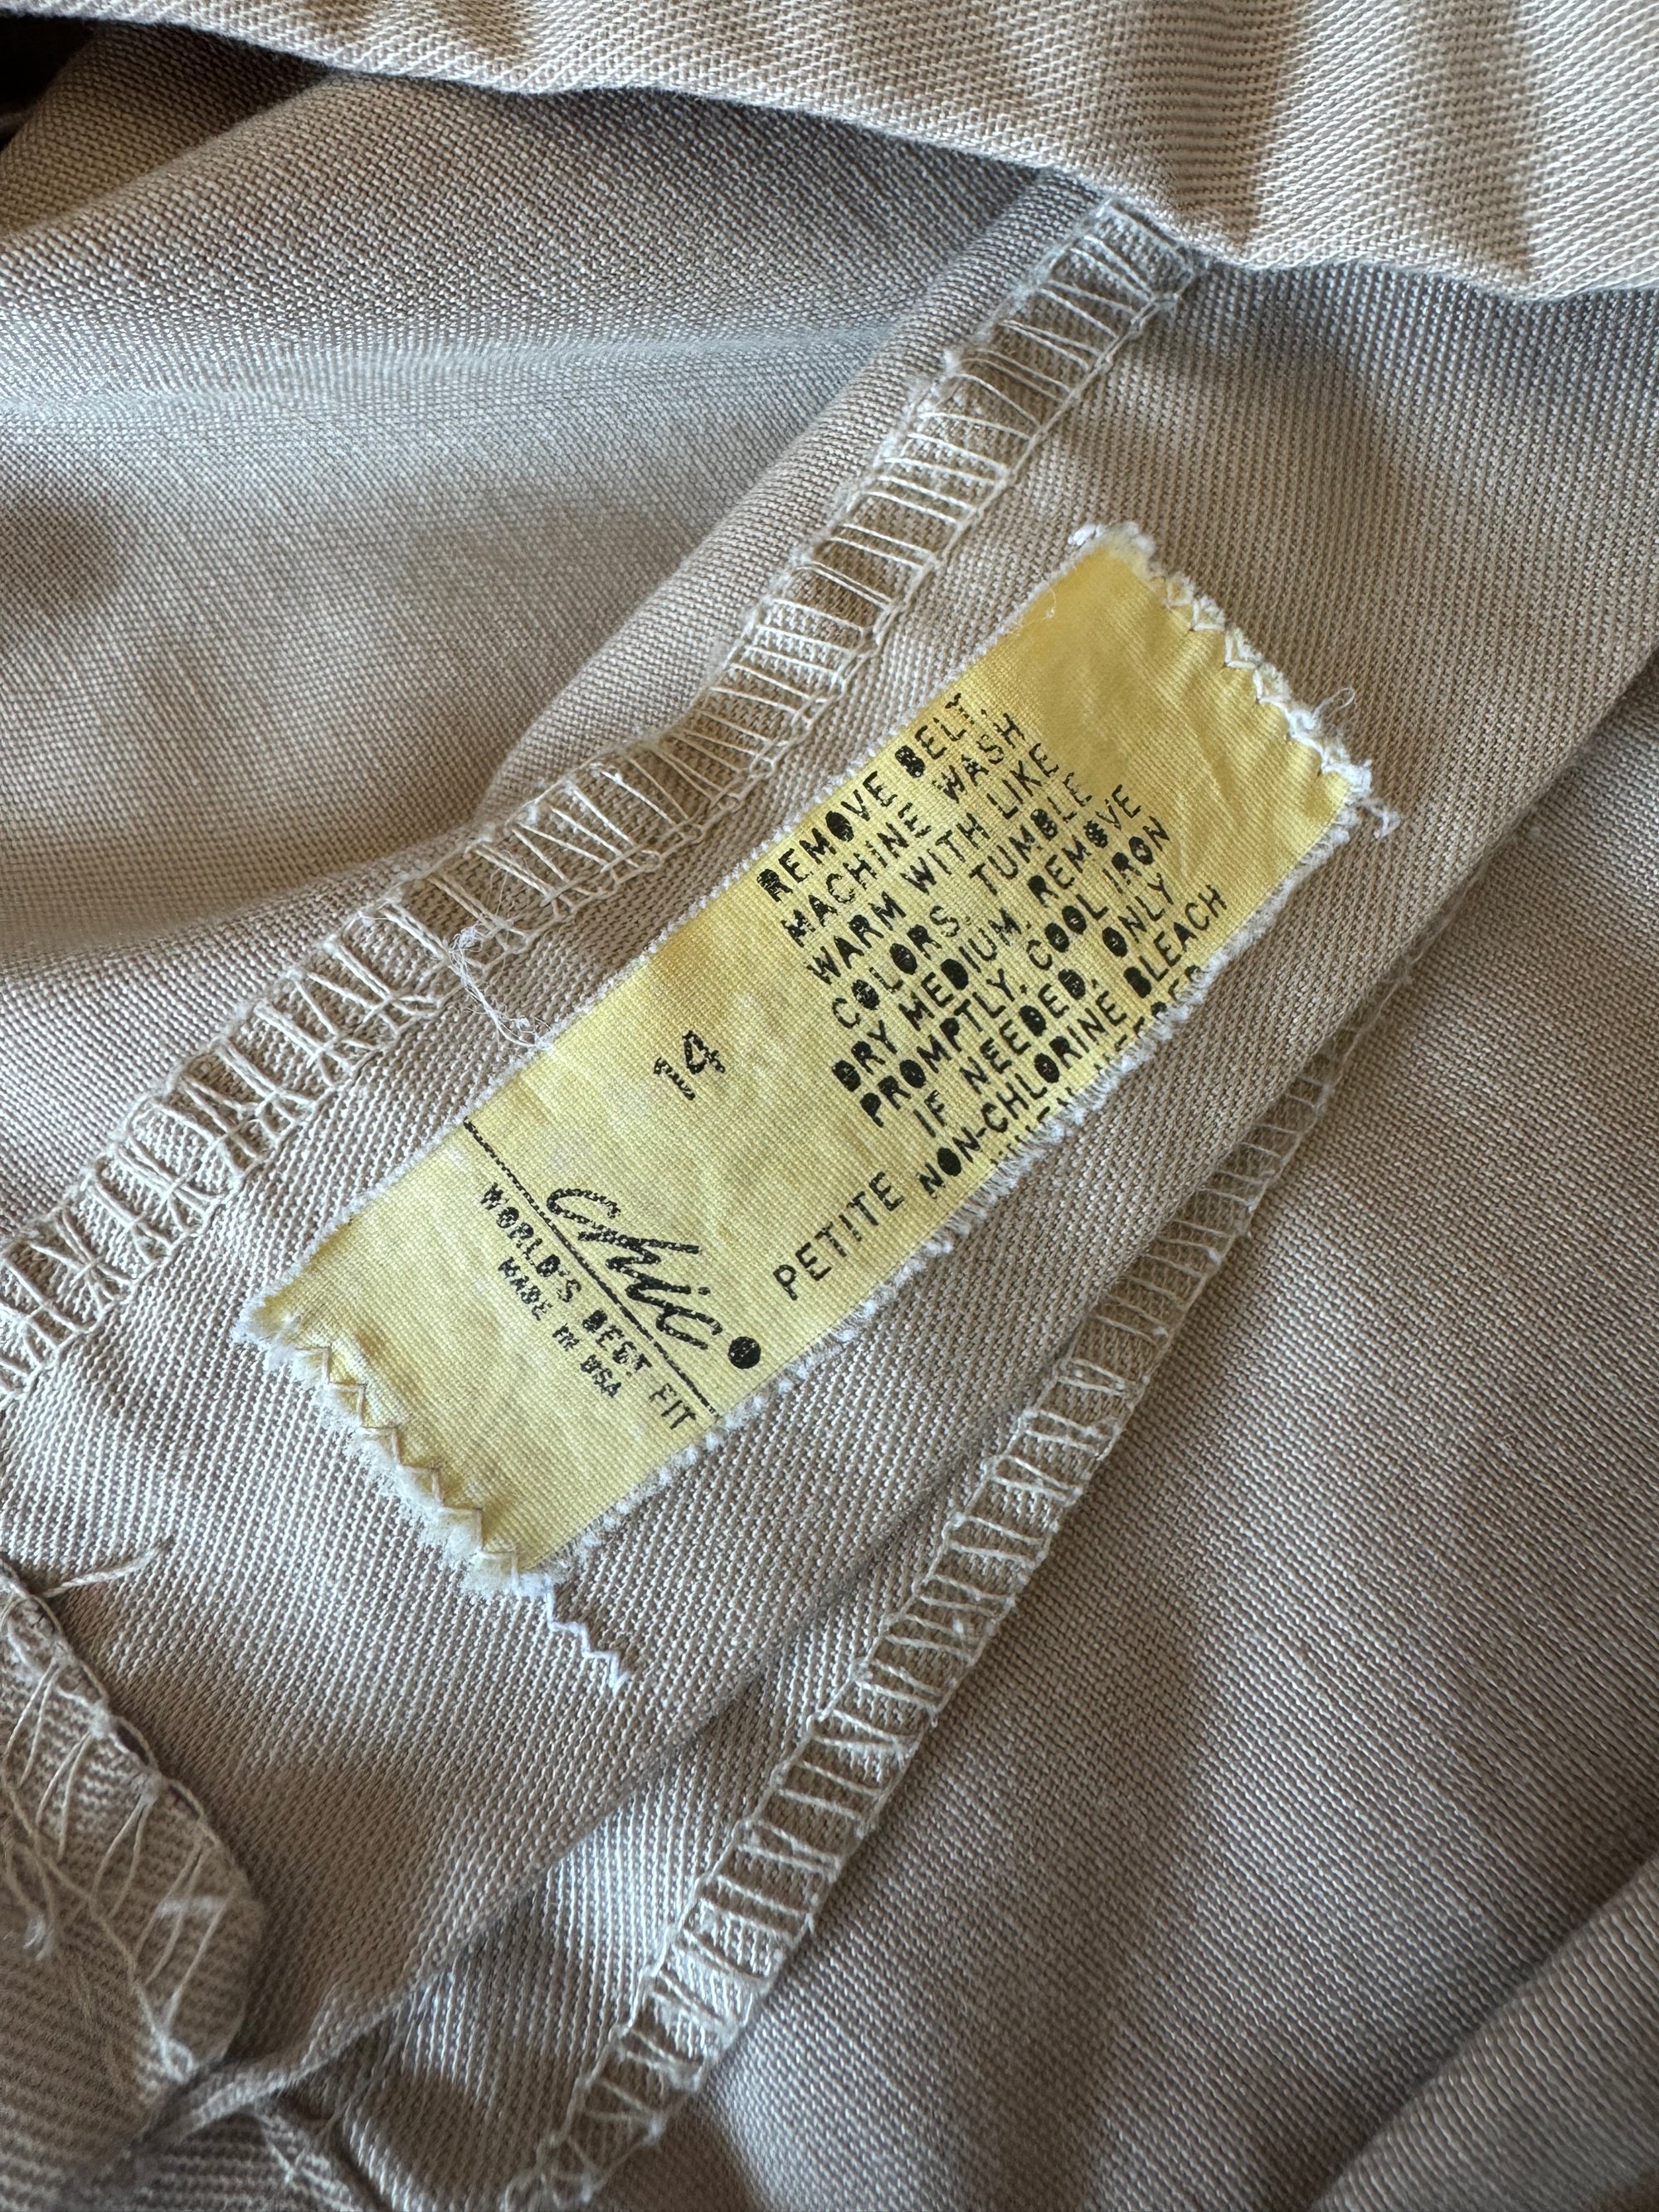 REMOVE BELT,
MACHINE WASH
WARM WITH LIKE
COLORS. TUMBLE
DRY MEDIUM. REMOVE
PROMPTLY. COOL IRON
IF NEEDED. ONLY
NON-CHLORINE BLEACH
14
PETITE
chic
WORLD'S BEST FIT
MADE IN USA